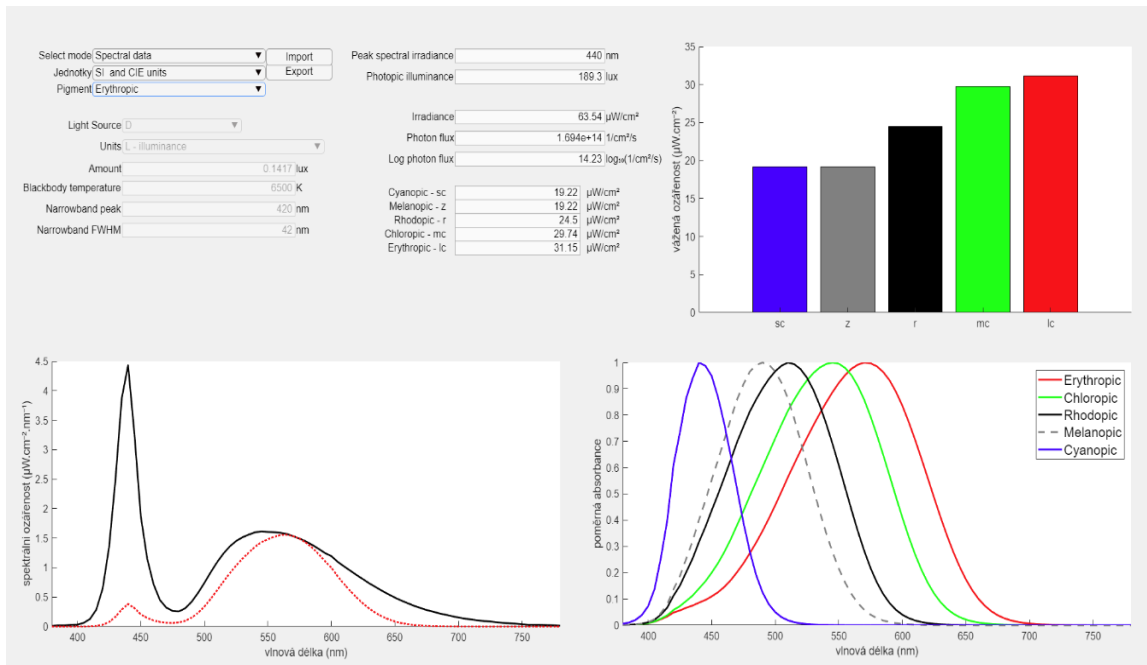 Select mode Spectral data ▼ Import
Jednotky SI and CIE units ▼ Export
Pigment Erythropic ▼
Light Source D ▼
Units L - illuminance ▼
Amount 0.1417 lux
Blackbody temperature 6500 K
Narrowband peak 420 nm
Narrowband FWHM 42 nm
Peak spectral irradiance 440 nm
Photopic illuminance 189.3 lux
Irradiance 63.54 µW/cm²
Photon flux 1.694e+14 1/cm²/s
Log photon flux 14.23 log₁₀(1/cm²/s)
Cyanopic - sc 19.22 µW/cm²
Melanopic - z 19.22 µW/cm²
Rhodopic - r 24.5 µW/cm²
Chloropic - mc 29.74 µW/cm²
Erythropic - lc 31.15 µW/cm²
vážená ozářenost (µW.cm⁻²)
35
30
25
20
15
10
5
0
sc z r mc lc
spektrální ozářenost (µW.cm⁻².nm⁻¹)
4.5
4
3.5
3
2.5
2
1.5
1
0.5
0
400 450 500 550 600 650 700 750
vlnová délka (nm)
poměrná absorbance
1
0.9
0.8
0.7
0.6
0.5
0.4
0.3
0.2
0.1
0
400 450 500 550 600 650 700 750
vlnová délka (nm)
Erythropic
Chloropic
Rhodopic
Melanopic
Cyanopic